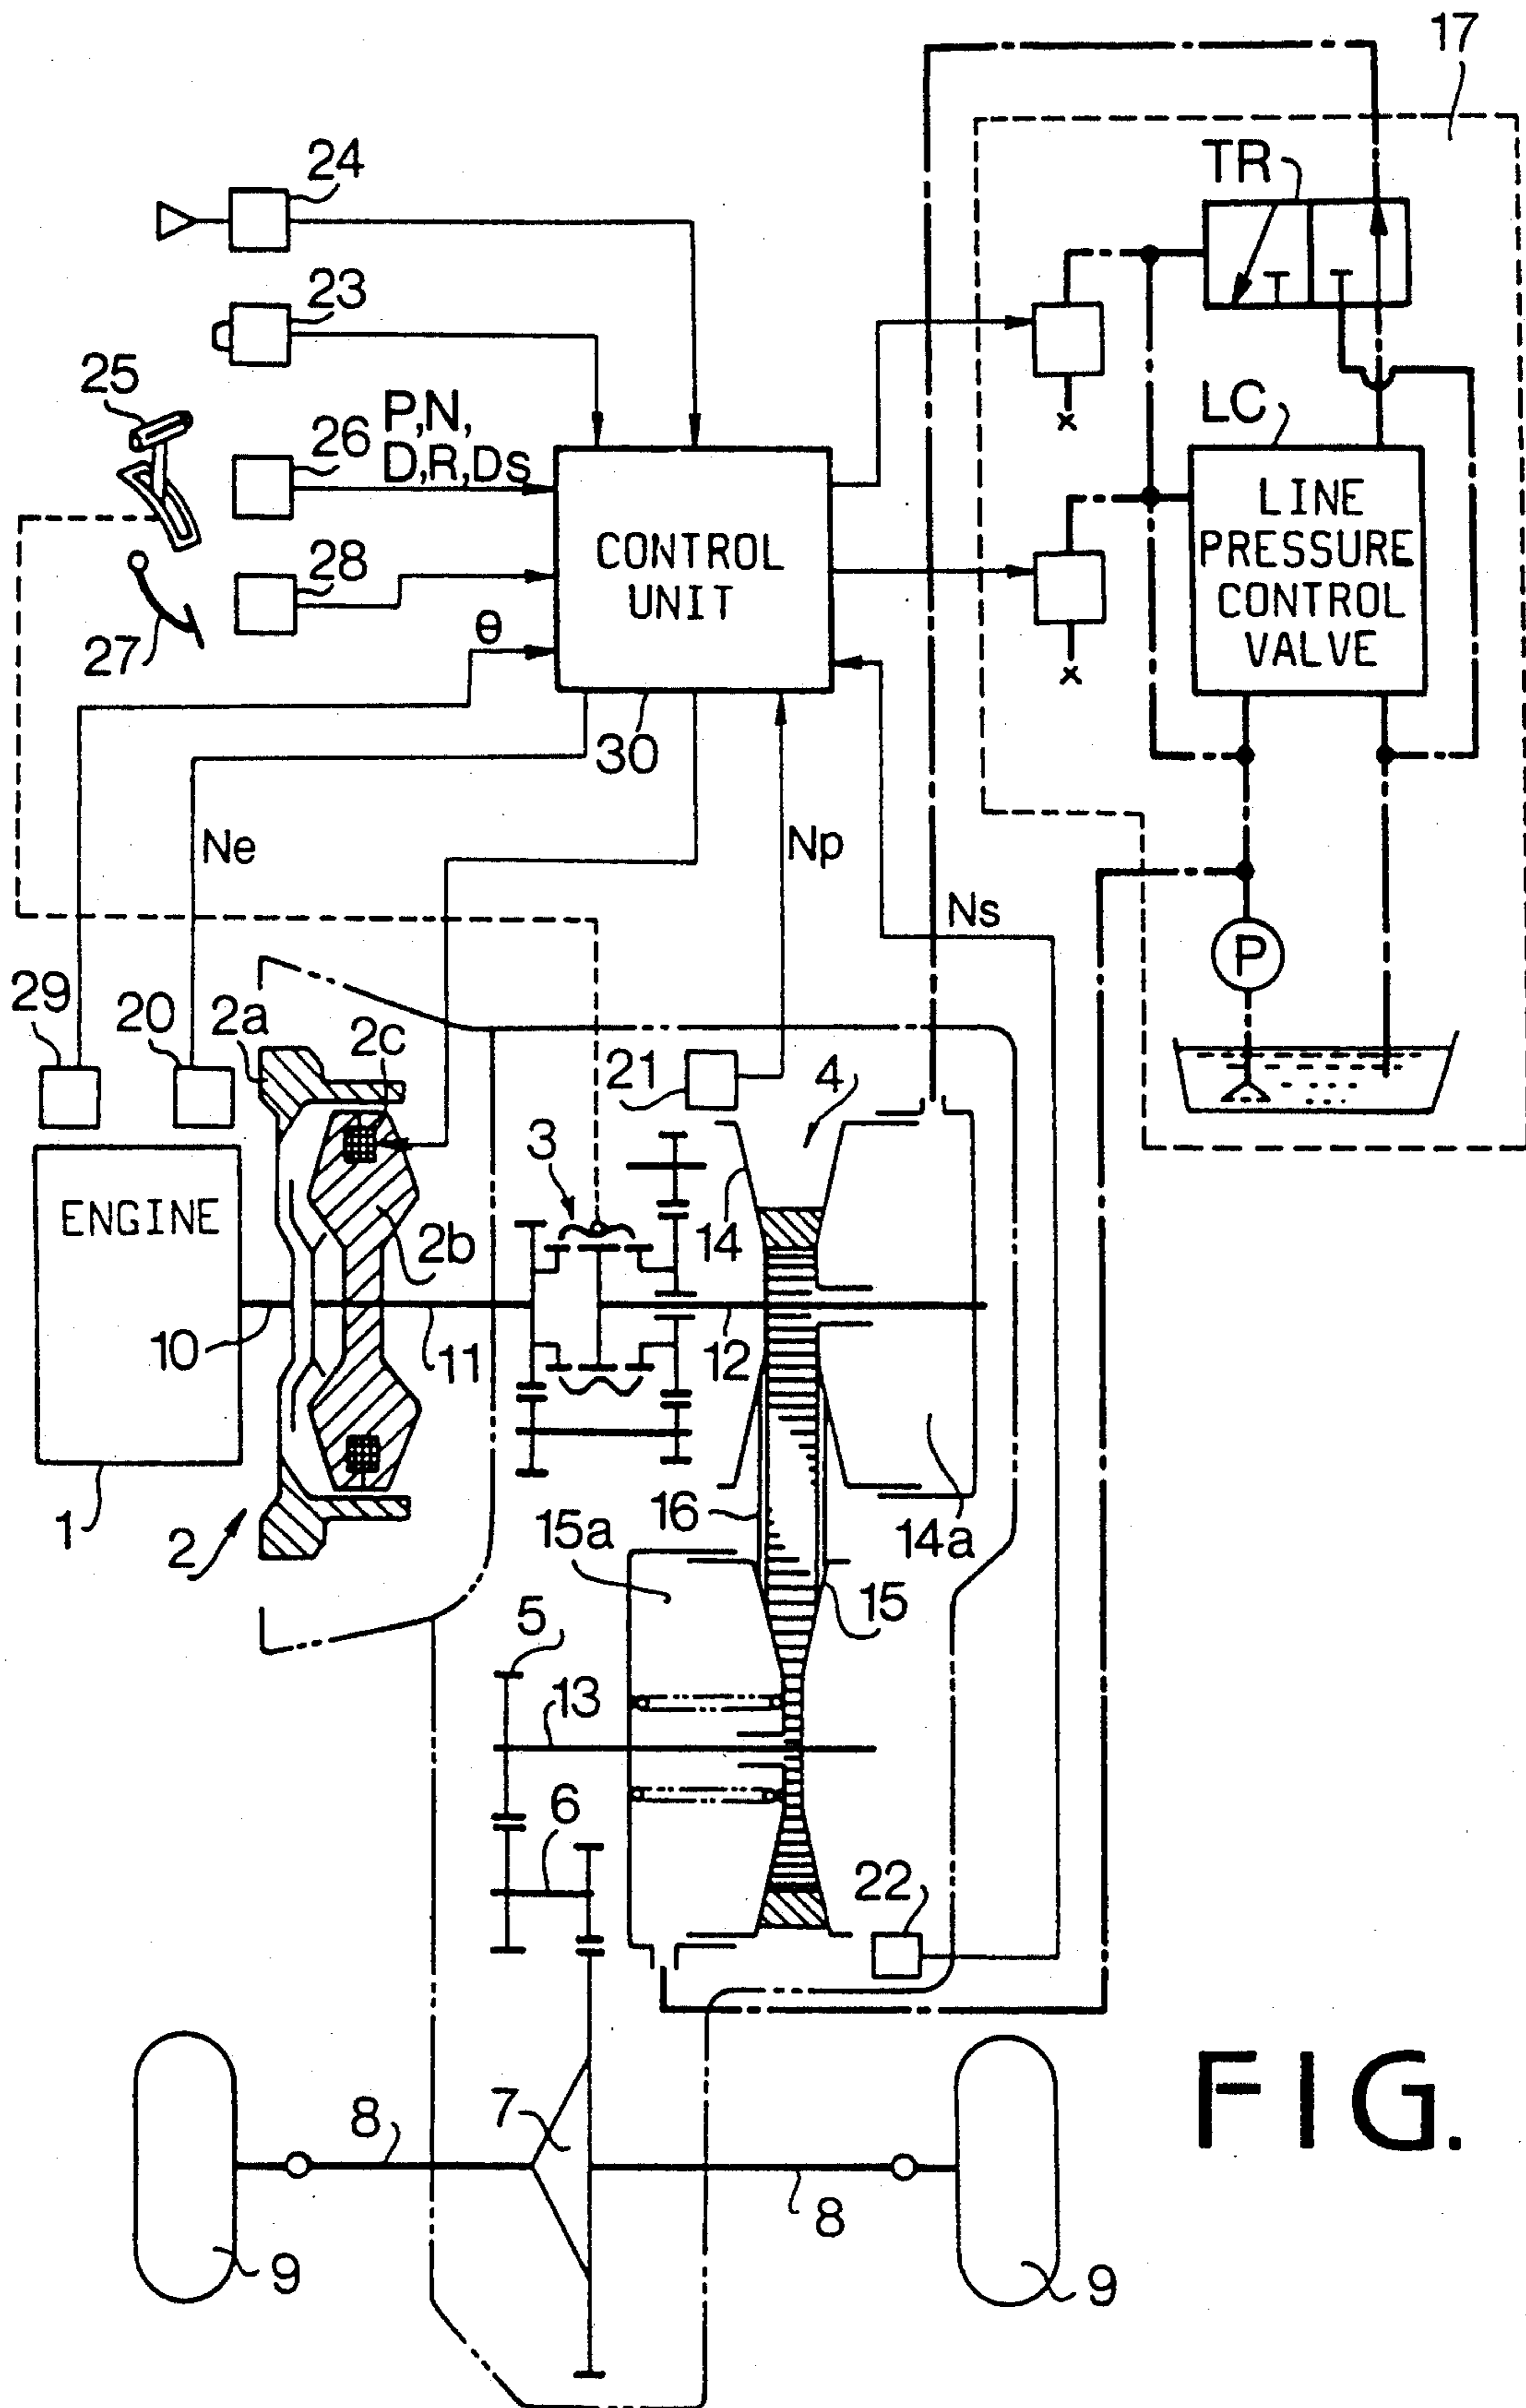 17
24
TR
23
25
P,N,
26
D,R,Ds
LC
LINE
PRESSURE
CONTROL
VALVE
CONTROL
UNIT
28
θ
27
30
Ne
Np
Ns
P
29
20
2a
2c
21
4
3
ENGINE
14
2b
10
11
12
1
2
16
15a
14a
15
5
13
6
22
FIG.
7
8
8
9
9